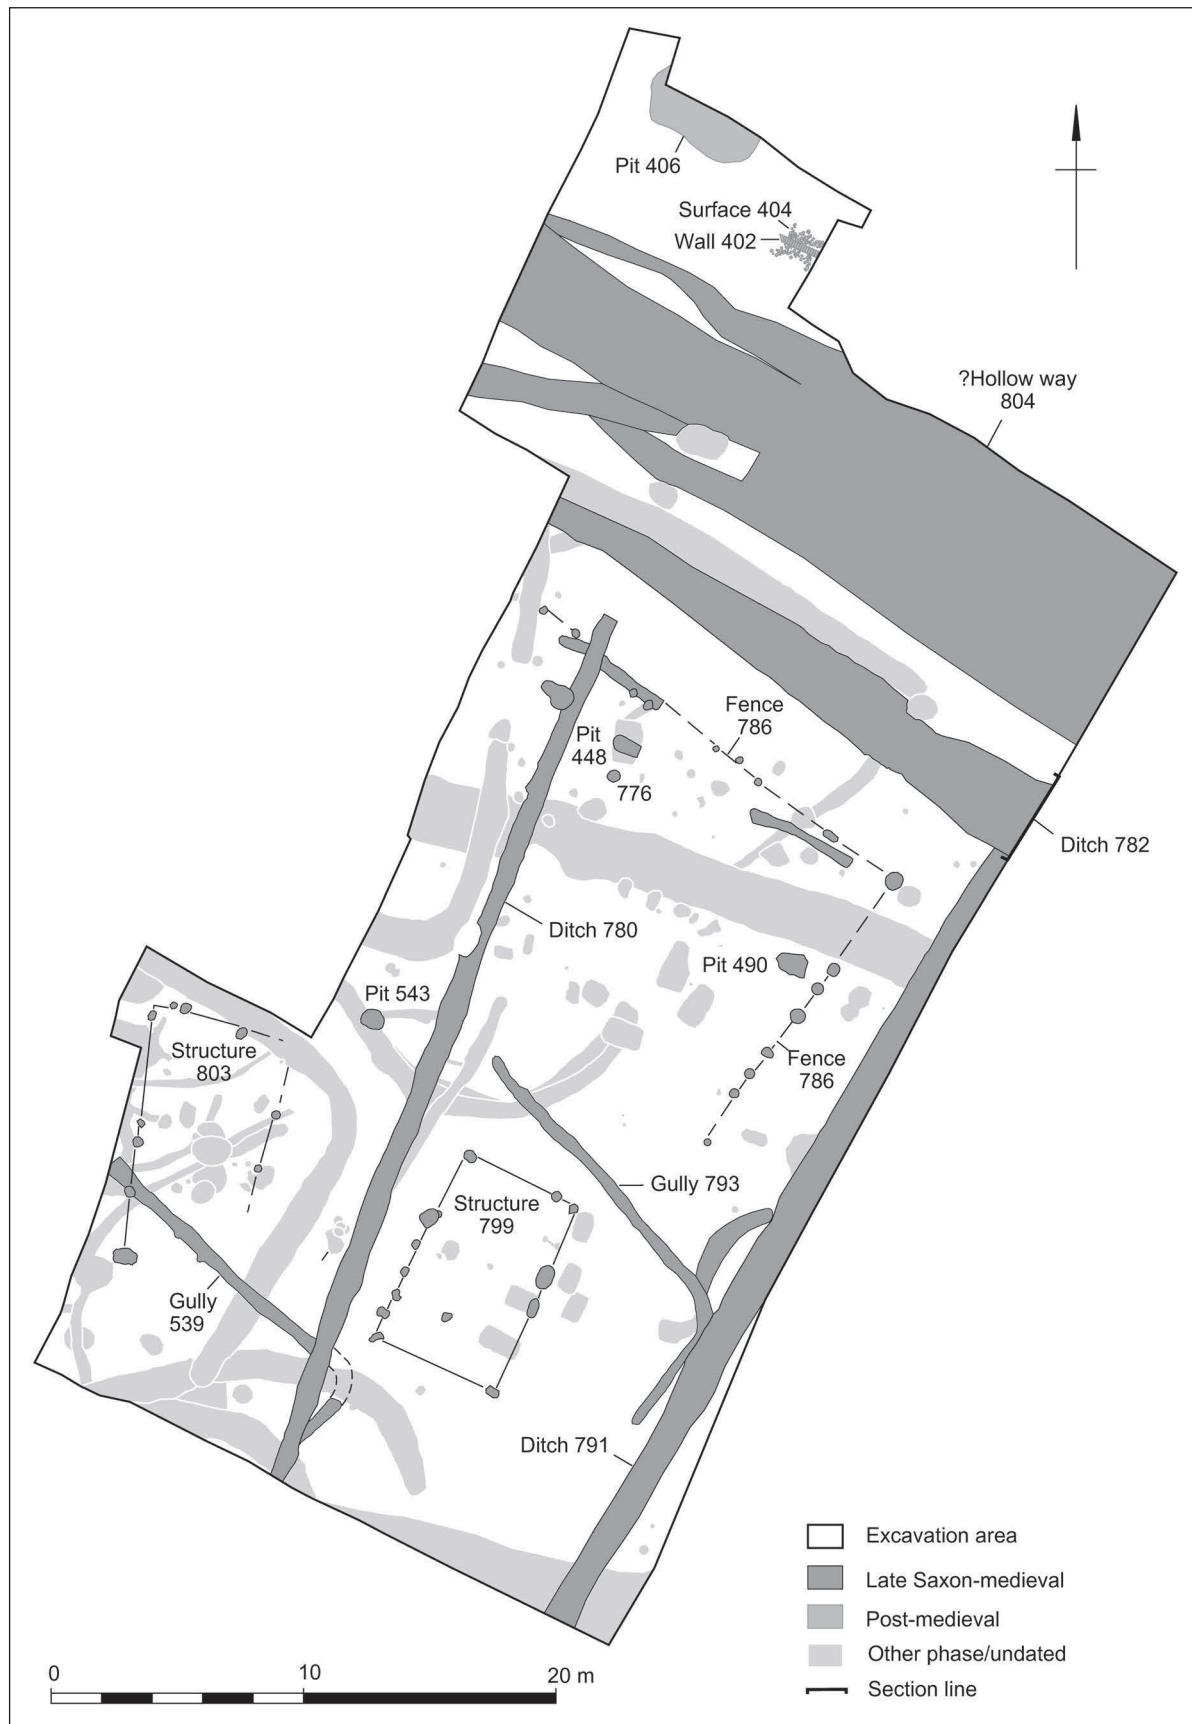 Pit 406
Surface 404
Wall 402
?Hollow way
804
Fence
786
Pit
448
776
Ditch 782
Ditch 780
Pit 490
Pit 543
Structure
803
Fence
786
Gully 793
Structure
799
Gully
539
Ditch 791
Excavation area
Late Saxon-medieval
Post-medieval
Other phase/undated
Section line
0 10 20 m